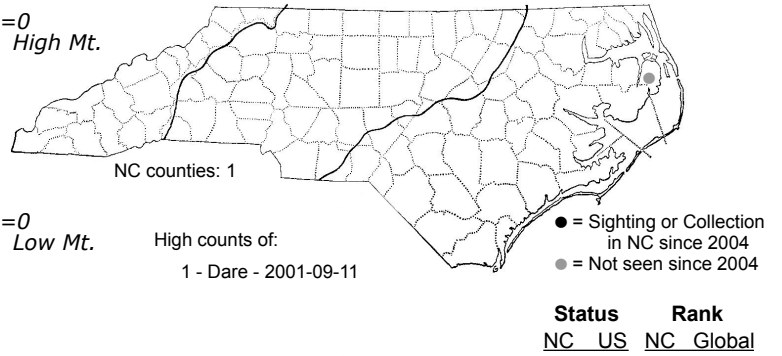 =0
High Mt.
NC counties: 1
=0
Low Mt.
High counts of:
1 - Dare - 2001-09-11
● = Sighting or Collection
in NC since 2004
● = Not seen since 2004
Status Rank
NC US NC Global